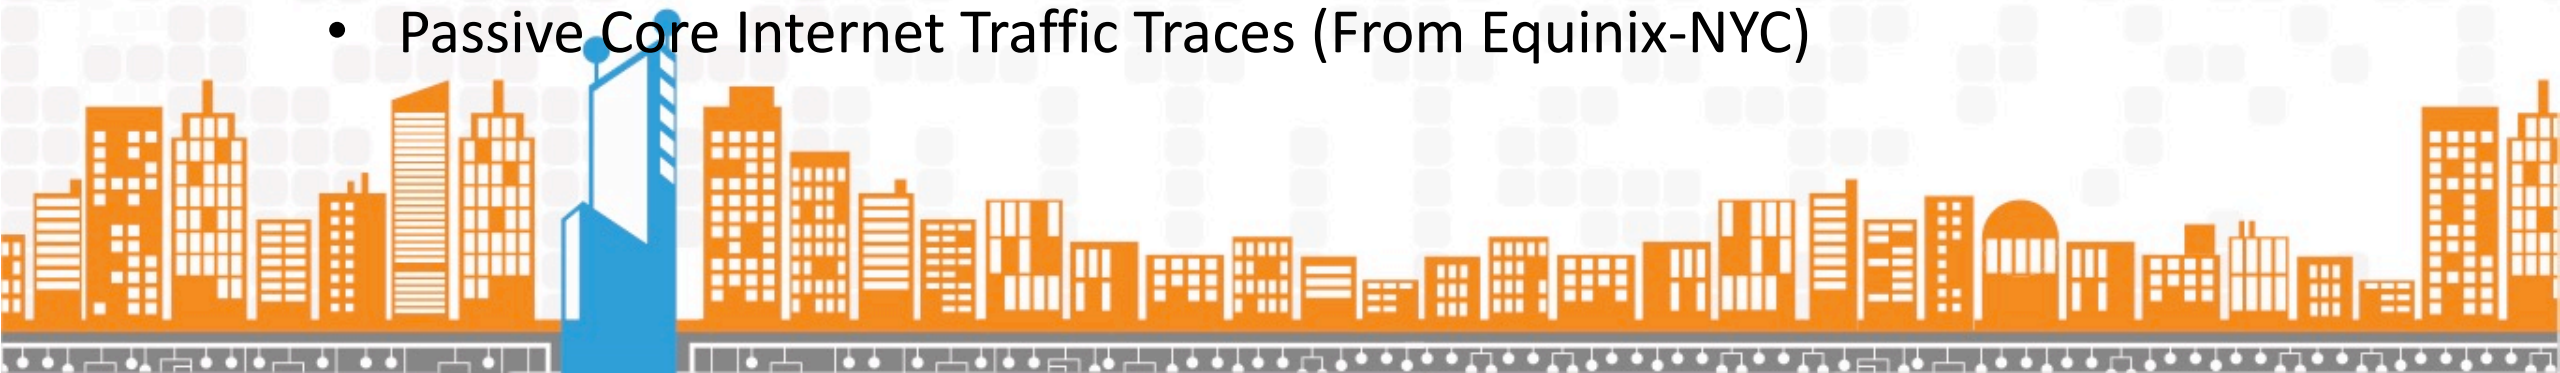 • Passive Core Internet Traffic Traces (From Equinix-NYC)